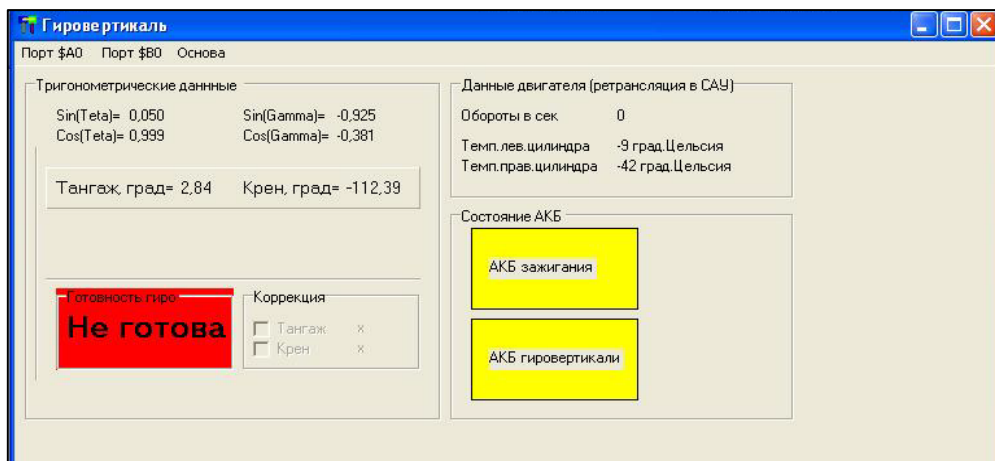 Гировертикаль
Порт $A0 Порт $B0 Основа
Тригонометрические даннные
Sin(Teta)= 0,050 Sin(Gamma)= -0,925
Cos(Teta)= 0,999 Cos(Gamma)= -0,381
Тангаж, град= 2,84 Крен, град= -112,39
Готовность гиро
Не готова
Коррекция
Тангаж x
Крен x
Данные двигателя (ретрансляция в САУ)
Обороты в сек 0
Темп.лев.цилиндра -9 град.Цельсия
Темп.прав.цилиндра -42 град.Цельсия
Состояние АКБ
АКБ зажигания
АКБ гировертикали